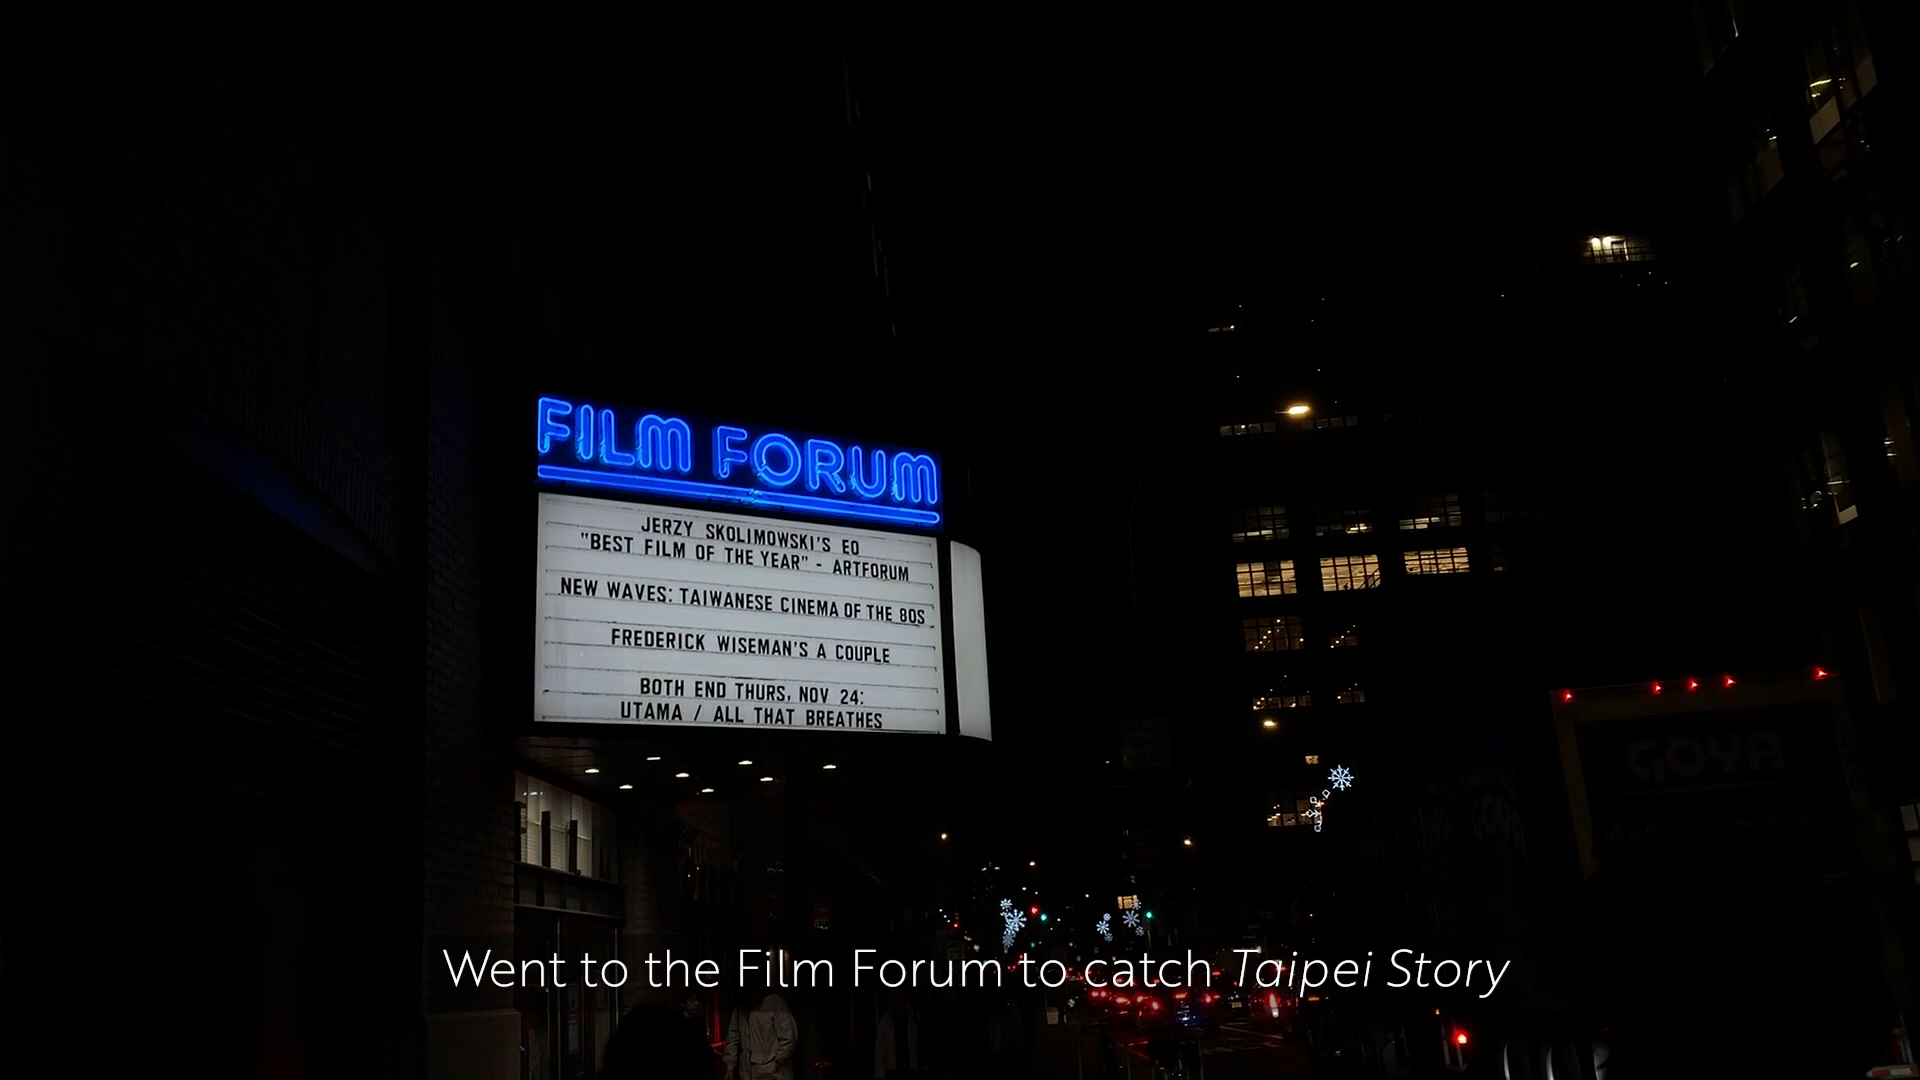 FILM FORUM
JERZY SKOLIMOWSKI'S EO
"BEST FILM OF THE YEAR" - ARTFORUM
NEW WAVES: TAIWANESE CINEMA OF THE 80S
FREDERICK WISEMAN'S A COUPLE
BOTH END THURS, NOV 24:
UTAMA / ALL THAT BREATHES
GOYA
Went to the Film Forum to catch Taipei Story